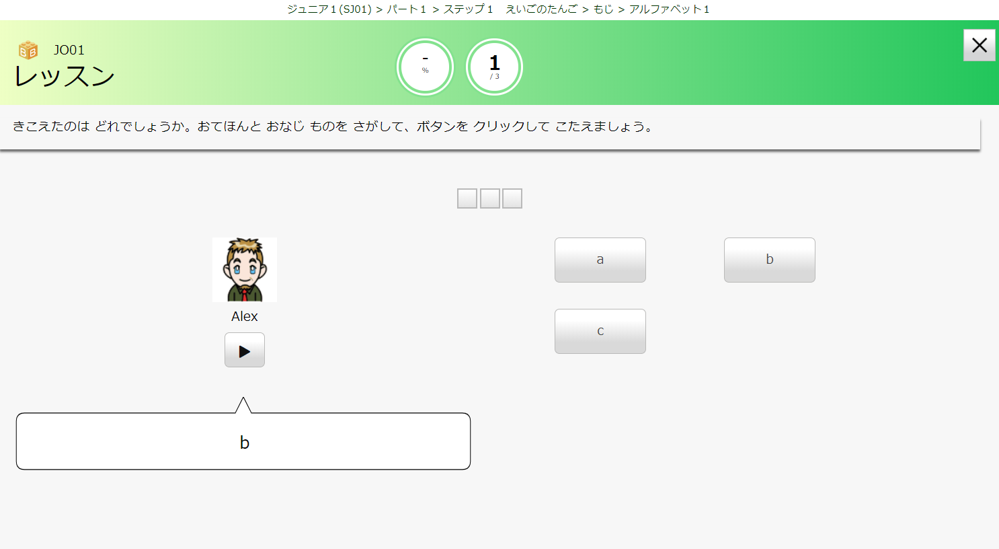 ジュニア１(SJ01) > パート１ > ステップ１　えいごのたんご > もじ > アルファベット１
JO01
レッスン
-
%
1
/ 3
きこえたのは どれでしょうか。おてほんと おなじ ものを さがして、ボタンを クリックして こたえましょう。
a
b
Alex
c
b